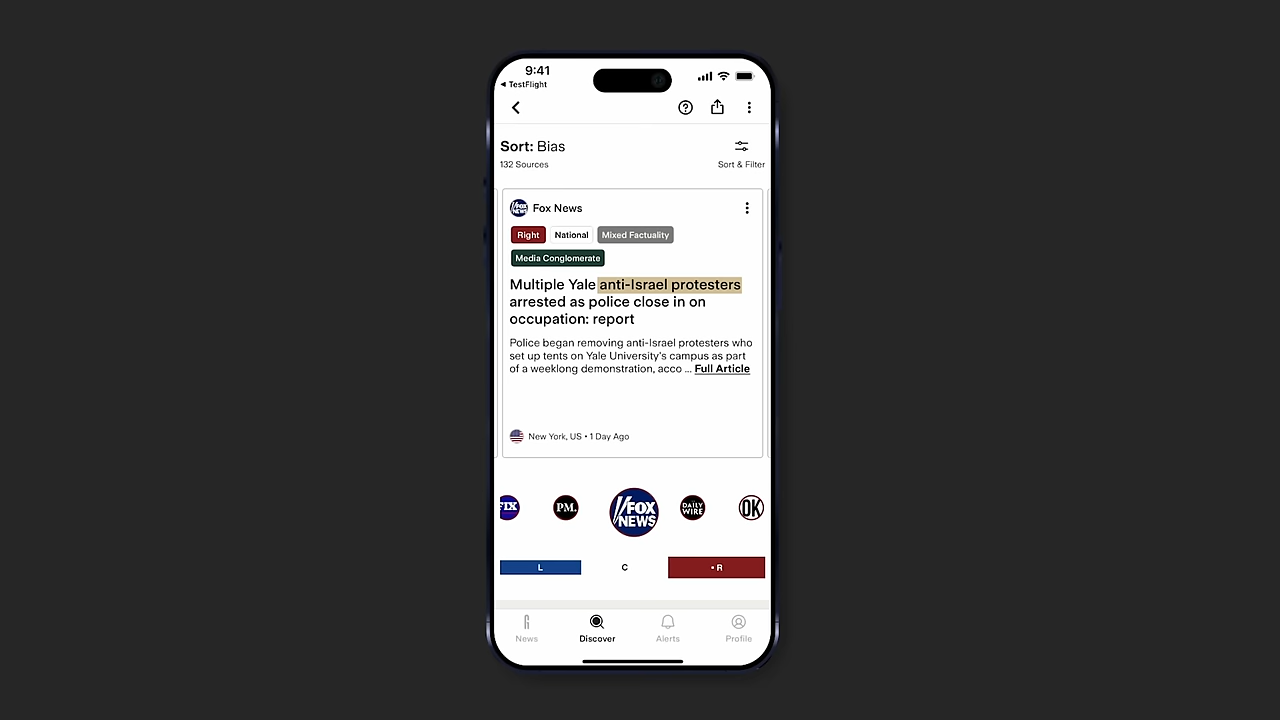 9:41
◀ TestFlight
Sort: Bias
132 Sources
Sort & Filter
FOX NEWS
Fox News
Right National Mixed Factuality
Media Conglomerate
Multiple Yale anti-Israel protesters
arrested as police close in on
occupation: report
Police began removing anti-Israel protesters who
set up tents on Yale University's campus as part
of a weeklong demonstration, acco ... Full Article
New York, US • 1 Day Ago
FIX
PM.
FOX NEWS
DAILY WIRE
OK
L
C
• R
News
Discover
Alerts
Profile